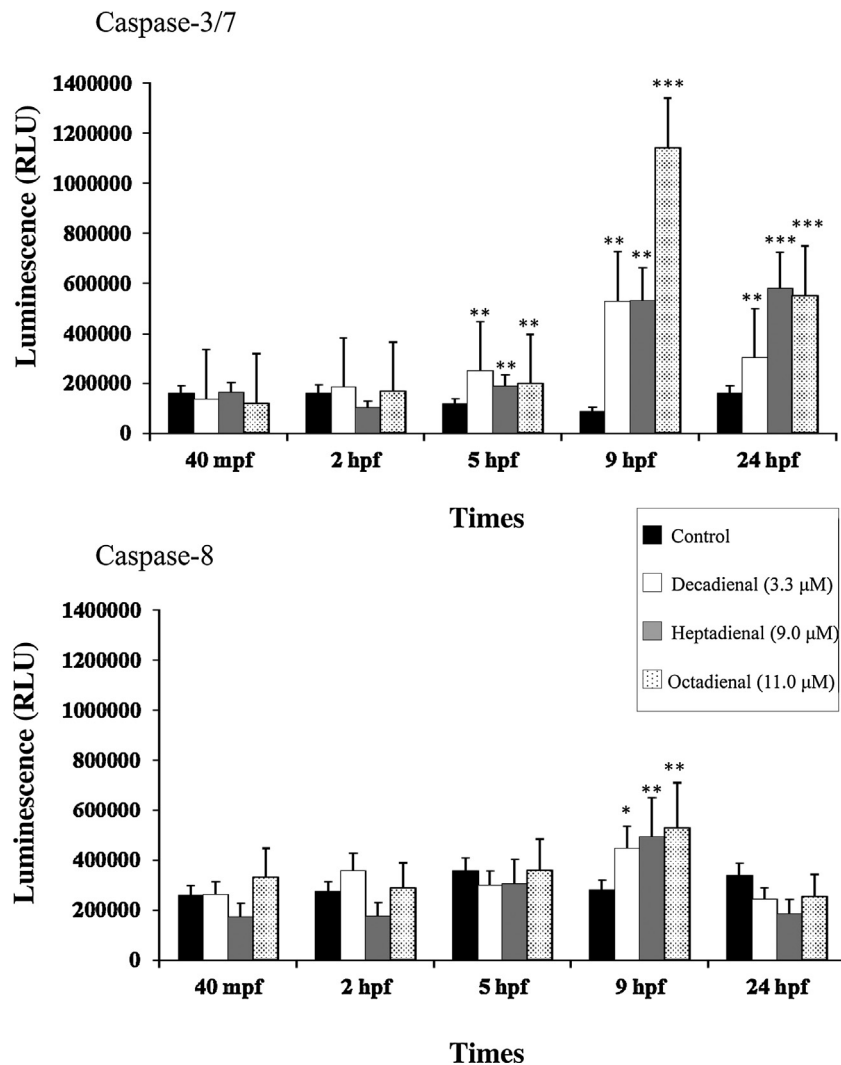 Caspase-3/7
Luminescence (RLU)
1400000
1200000
1000000
800000
600000
400000
200000
0
** ** ** ** ** *** ** *** ***
40 mpf 2 hpf 5 hpf 9 hpf 24 hpf
Times
Control
Decadienal (3.3 μM)
Heptadienal (9.0 μM)
Octadienal (11.0 μM)
Caspase-8
Luminescence (RLU)
1400000
1200000
1000000
800000
600000
400000
200000
0
* ** **
40 mpf 2 hpf 5 hpf 9 hpf 24 hpf
Times